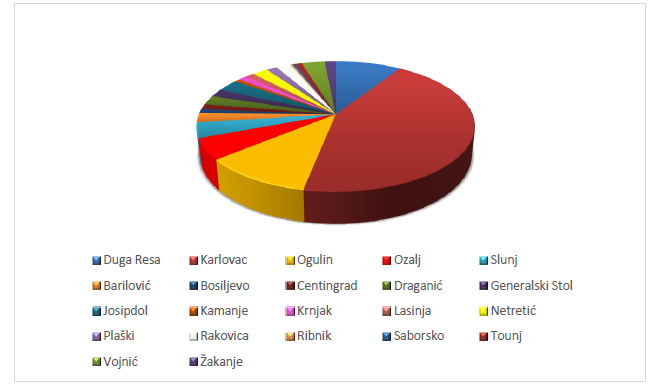 Duga Resa Karlovac Ogulin Ozalj Slunj
Barilović Bosiljevo Centingrad Draganić Generalski Stol
Josipdol Kamanje Krnjak Lasinja Netretić
Plaški Rakovica Ribnik Saborsko Tounj
Vojnić Žakanje